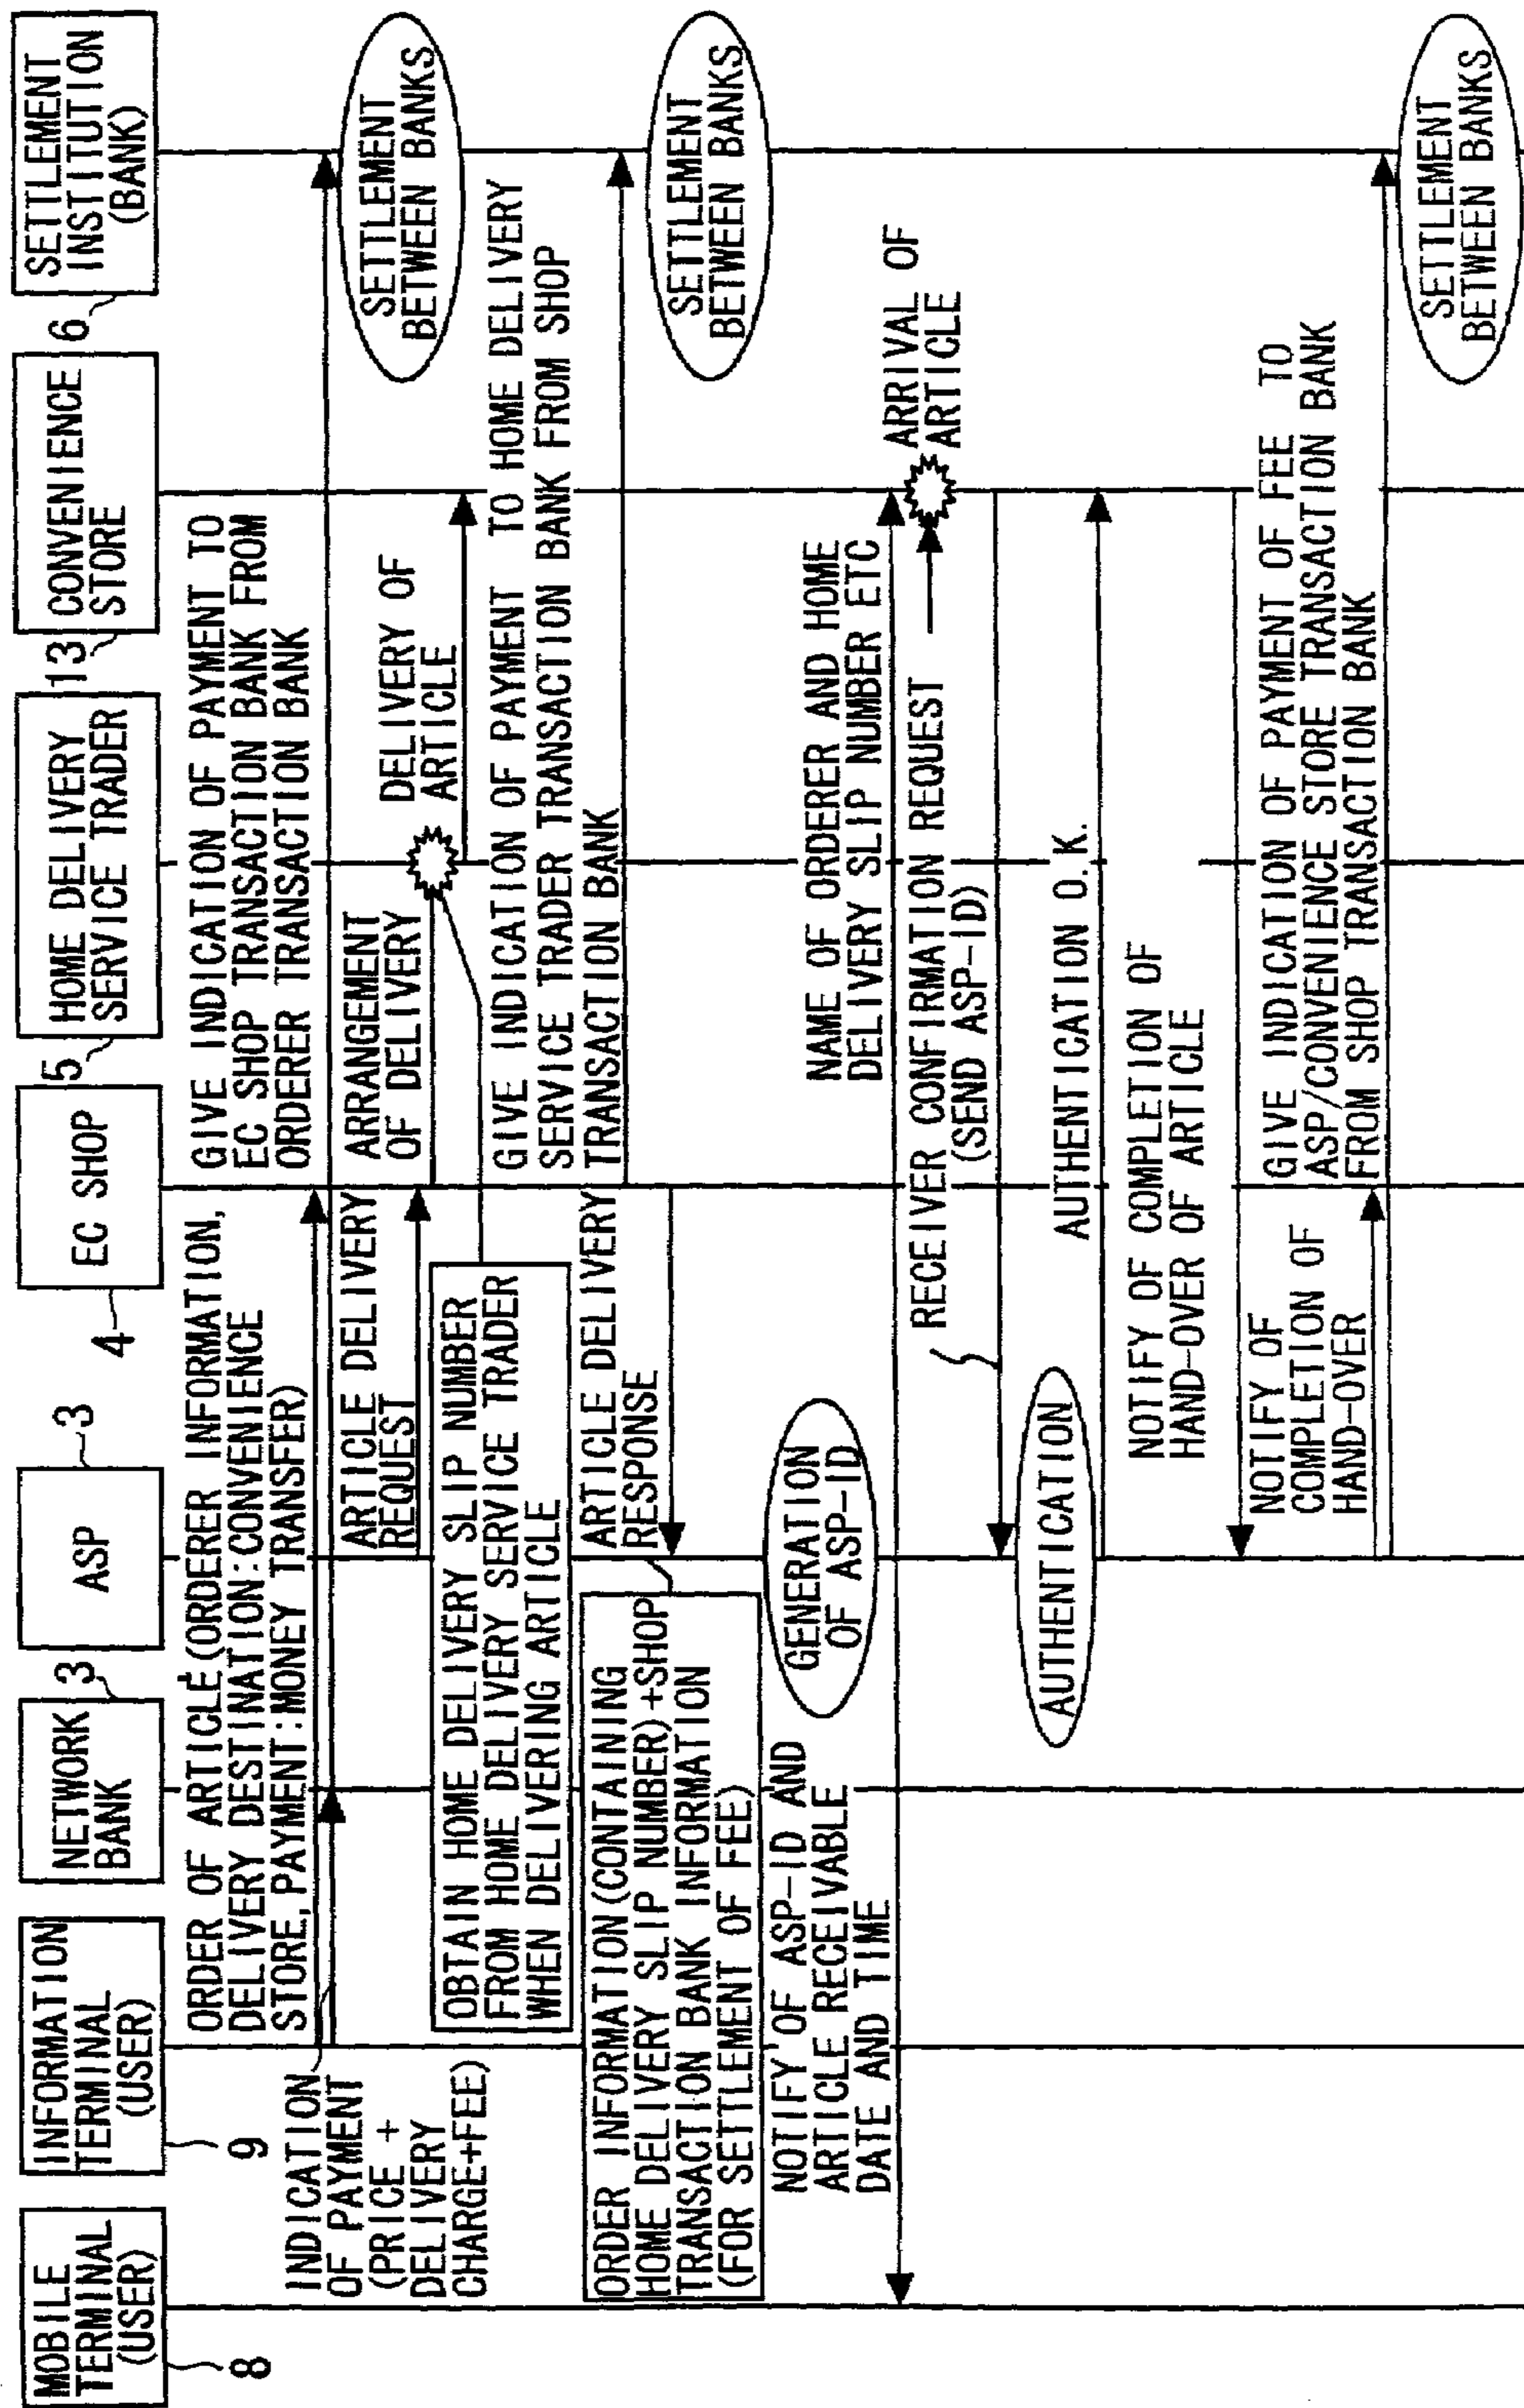 MOBILE
TERMINAL
(USER)
8
INFORMATION
TERMINAL
(USER)
9
NETWORK
BANK
3
ASP
3
EC SHOP
4
HOME DELIVERY
SERVICE TRADER
5
CONVENIENCE
STORE
13
SETTLEMENT
INSTITUTION
(BANK)
6
ORDER OF ARTICLE(ORDERER INFORMATION,
DELIVERY DESTINATION:CONVENIENCE
STORE,PAYMENT:MONEY TRANSFER)
INDICATION
OF PAYMENT
(PRICE +
DELIVERY
CHARGE+FEE)
GIVE INDICATION OF PAYMENT TO
EC SHOP TRANSACTION BANK FROM
ORDERER TRANSACTION BANK
SETTLEMENT
BETWEEN BANKS
ARTICLE DELIVERY
REQUEST
ARRANGEMENT
OF DELIVERY
DELIVERY OF
ARTICLE
OBTAIN HOME DELIVERY SLIP NUMBER
FROM HOME DELIVERY SERVICE TRADER
WHEN DELIVERING ARTICLE
GIVE INDICATION OF PAYMENT TO HOME DELIVERY
SERVICE TRADER TRANSACTION BANK FROM SHOP
TRANSACTION BANK
SETTLEMENT
BETWEEN BANKS
ARTICLE DELIVERY
RESPONSE
ORDER INFORMATION(CONTAINING
HOME DELIVERY SLIP NUMBER)+SHOP
TRANSACTION BANK INFORMATION
(FOR SETTLEMENT OF FEE)
GENERATION
OF ASP-ID
NOTIFY OF ASP-ID AND
ARTICLE RECEIVABLE
DATE AND TIME
NAME OF ORDERER AND HOME
DELIVERY SLIP NUMBER ETC
ARRIVAL OF
ARTICLE
RECEIVER CONFIRMATION REQUEST
(SEND ASP-ID)
AUTHENTICATION
AUTHENTICATION O.K.
NOTIFY OF COMPLETION OF
HAND-OVER OF ARTICLE
NOTIFY OF
COMPLETION OF
HAND-OVER
GIVE INDICATION OF PAYMENT OF FEE TO
ASP/CONVENIENCE STORE TRANSACTION BANK
FROM SHOP TRANSACTION BANK
SETTLEMENT
BETWEEN BANKS